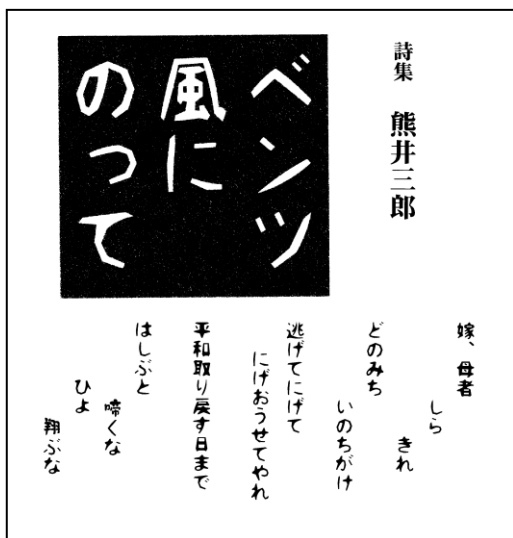 詩集 熊井三郎
ベンツ
風に
のって
嫁、母者
しら
きれ
どのみち
いのちがけ
逃げてにげて
にげおうせてやれ
平和取り戻す日まで
はしぶと
啼くな
ひよ
翔ぶな